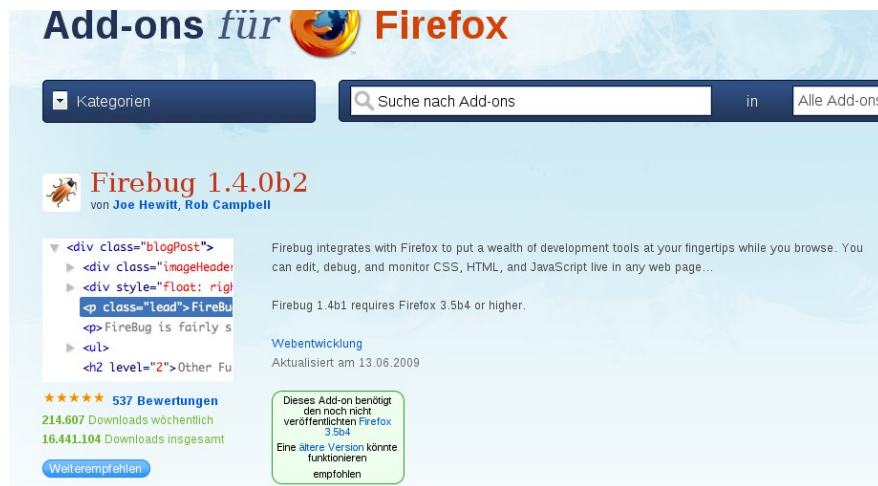 Add-ons für Firefox
Kategorien
Suche nach Add-ons
in
Alle Add-ons
Firebug 1.4.0b2
von Joe Hewitt, Rob Campbell
<div class="blogPost">
<div class="imageHeader
<div style="float: righ
<p class="lead">FireBu
<p>FireBug is fairly s
<ul>
<h2 level="2">Other Fu
Firebug integrates with Firefox to put a wealth of development tools at your fingertips while you browse. You
can edit, debug, and monitor CSS, HTML, and JavaScript live in any web page...
Firebug 1.4b1 requires Firefox 3.5b4 or higher.
Webentwicklung
Aktualisiert am 13.06.2009
537 Bewertungen
214.607 Downloads wöchentlich
16.441.104 Downloads insgesamt
Weiterempfehlen
Dieses Add-on benötigt
den noch nicht
veröffentlichten Firefox
3.5b4
Eine ältere Version könnte
funktionieren
empfohlen